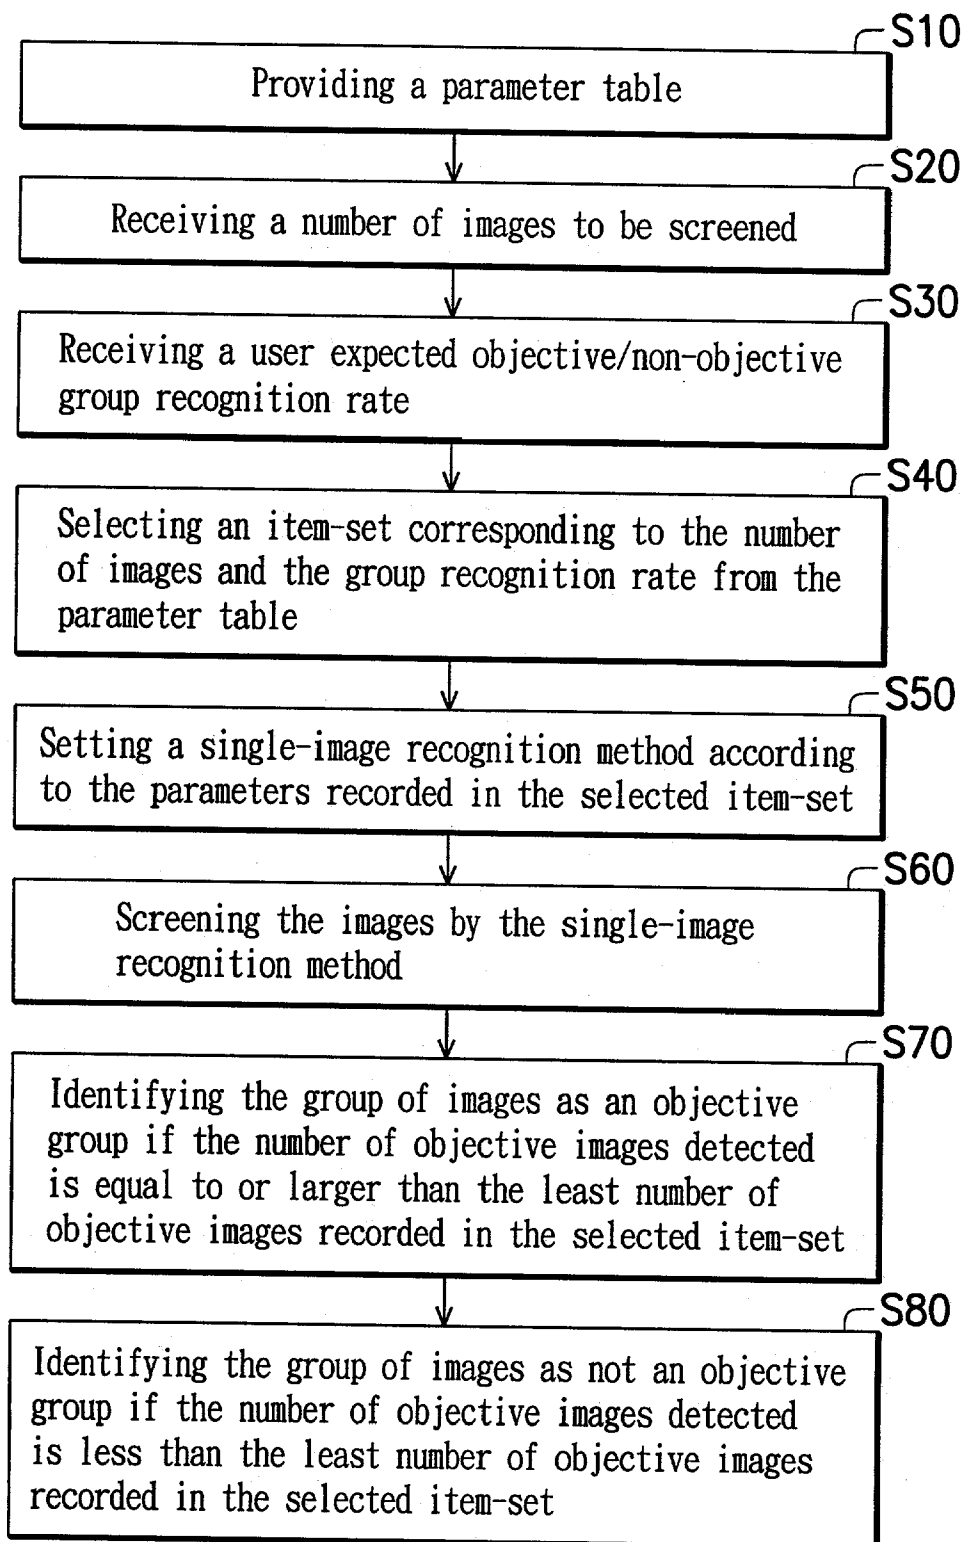 S10
Providing a parameter table
S20
Receiving a number of images to be screened
S30
Receiving a user expected objective/non-objective
group recognition rate
S40
Selecting an item-set corresponding to the number
of images and the group recognition rate from the
parameter table
S50
Setting a single-image recognition method according
to the parameters recorded in the selected item-set
S60
Screening the images by the single-image
recognition method
S70
Identifying the group of images as an objective
group if the number of objective images detected
is equal to or larger than the least number of
objective images recorded in the selected item-set
S80
Identifying the group of images as not an objective
group if the number of objective images detected
is less than the least number of objective images
recorded in the selected item-set